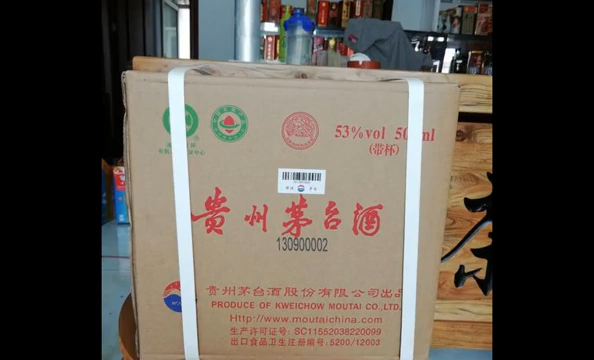 53%vol 500ml
(带杯)
贵州茅台酒
130900002
贵州茅台酒股份有限公司出品
PRODUCE OF KWEICHOW MOUTAI CO.,LTD.
Http://www.moutaichina.com
生产许可证号: SC11552038220099
出口食品卫生注册编号: 5200/12003
茶